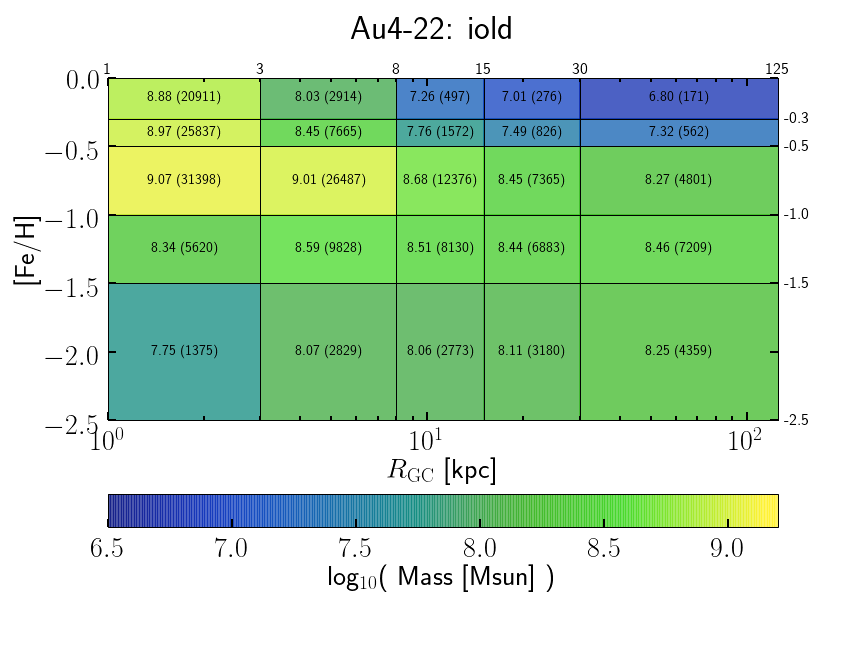 Au4-22: iold
1 3 8 15 30 125
0.0
8.88 (20911) 8.03 (2914) 7.26 (497) 7.01 (276) 6.80 (171)
-0.3
8.97 (25837) 8.45 (7665) 7.76 (1572) 7.49 (826) 7.32 (562)
−0.5 -0.5
9.07 (31398) 9.01 (26487) 8.68 (12376) 8.45 (7365) 8.27 (4801)
−1.0 -1.0
[Fe/H]
8.34 (5620) 8.59 (9828) 8.51 (8130) 8.44 (6883) 8.46 (7209)
−1.5 -1.5
7.75 (1375) 8.07 (2829) 8.06 (2773) 8.11 (3180) 8.25 (4359)
−2.0
−2.5 -2.5
10⁰ 10¹ 10²
R_GC [kpc]
6.5 7.0 7.5 8.0 8.5 9.0
log₁₀( Mass [Msun] )